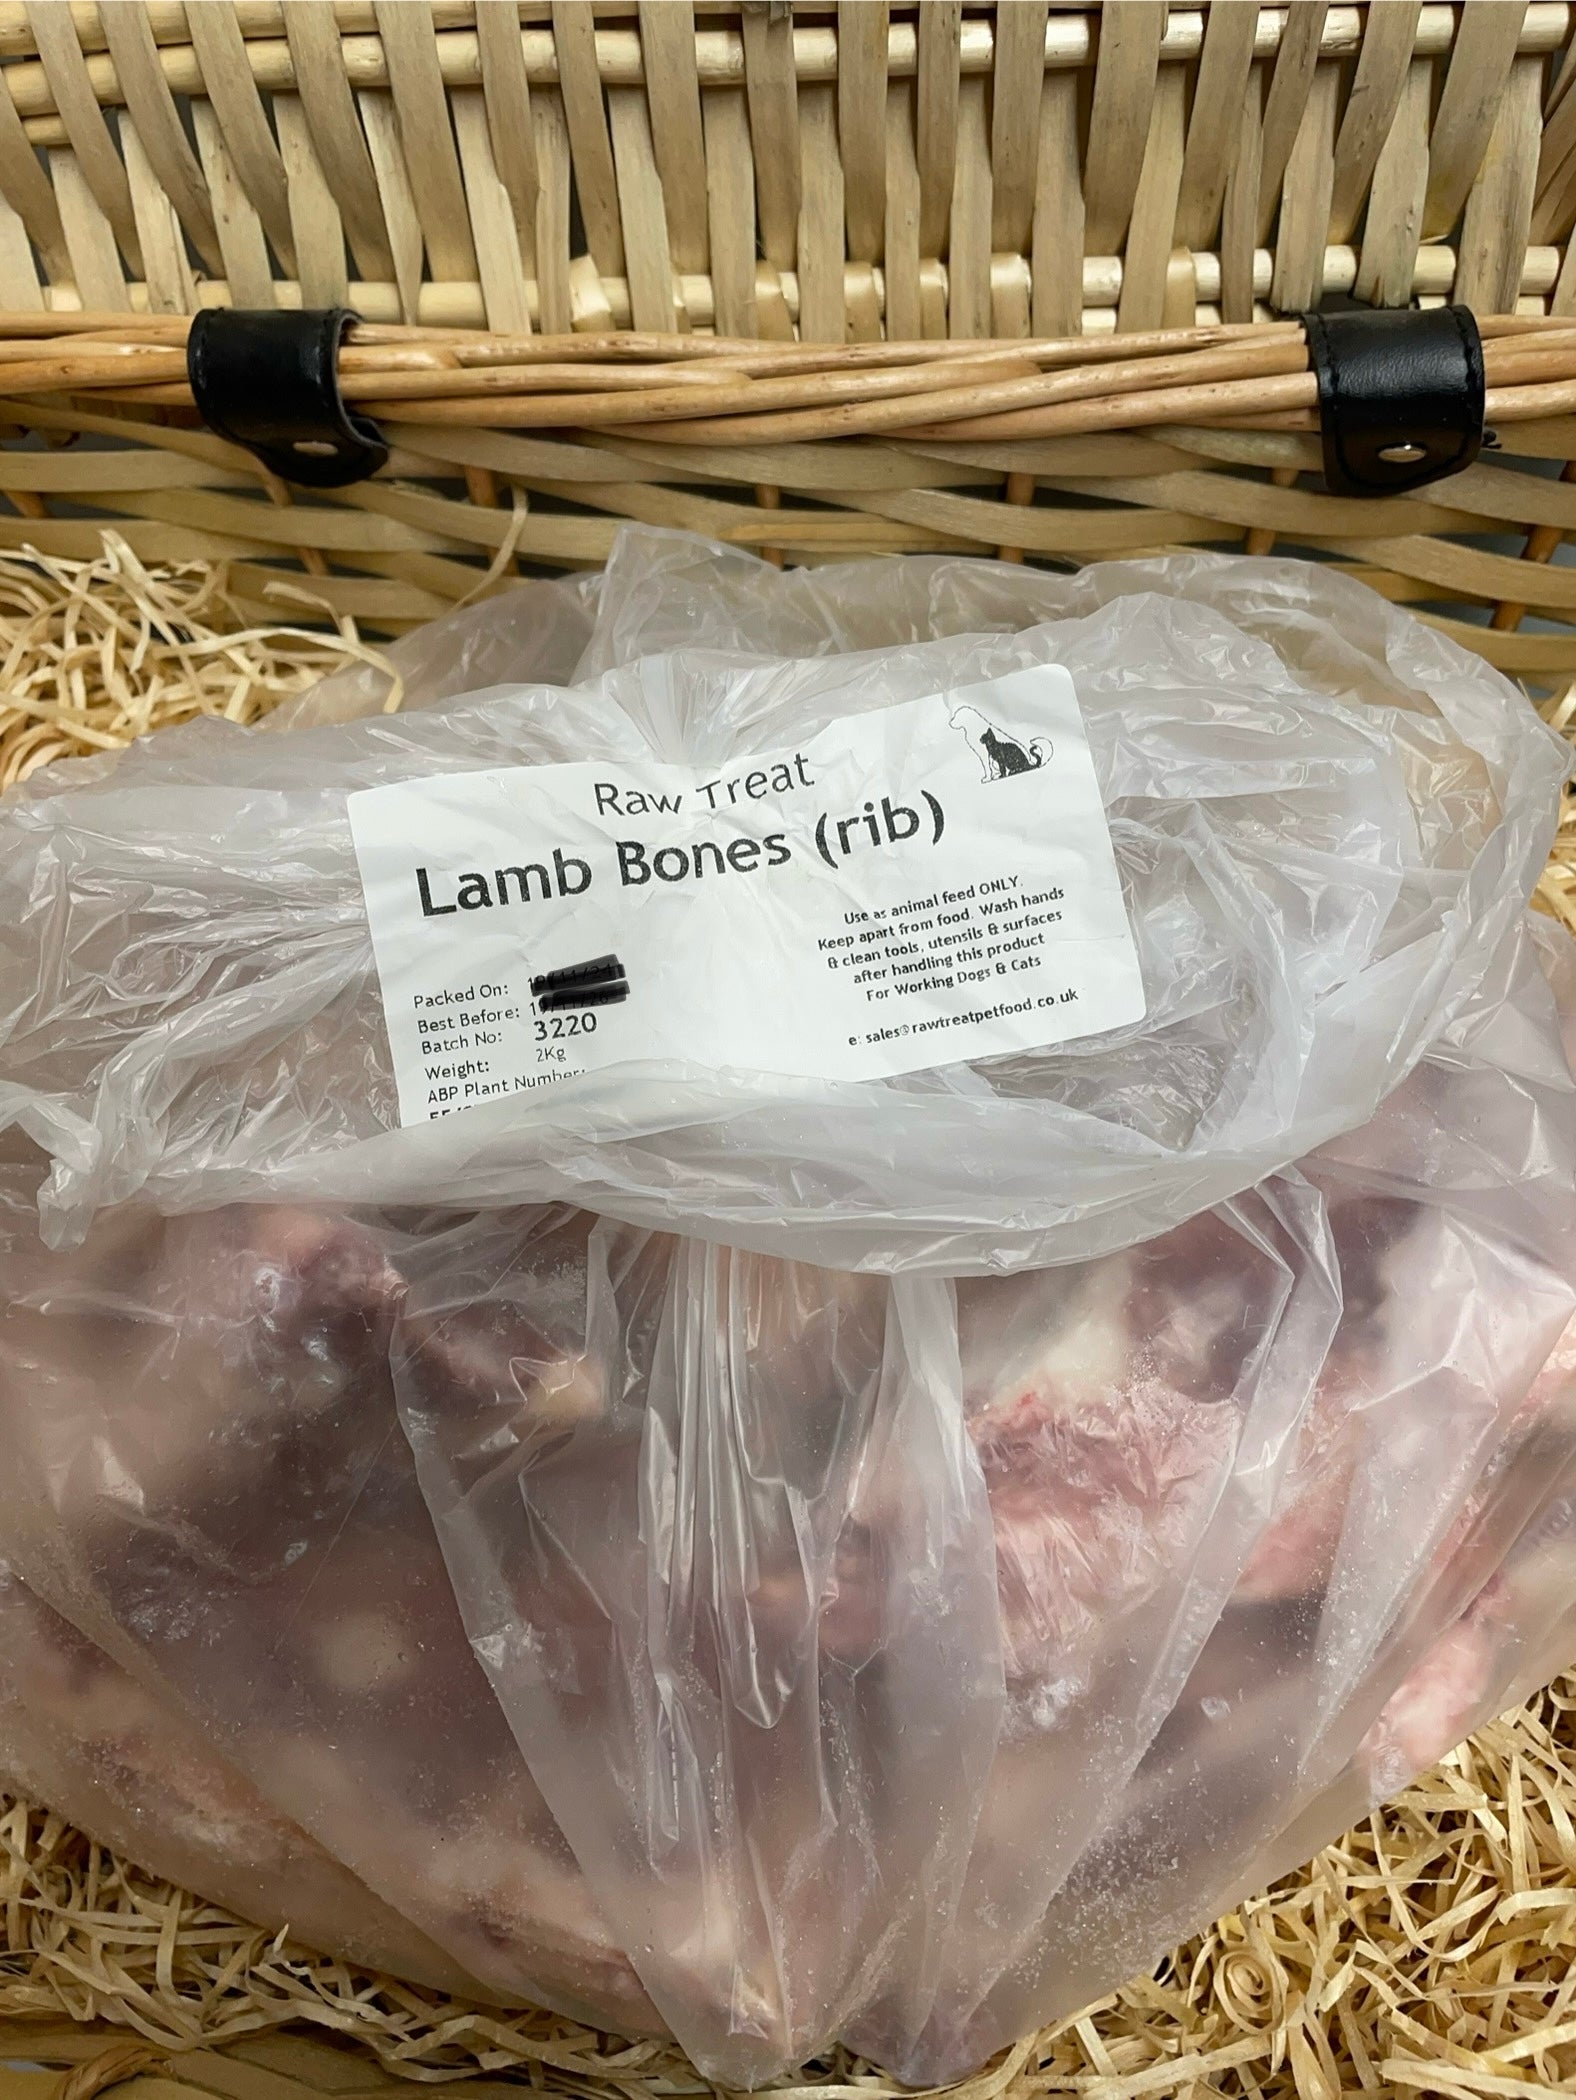 Raw Treat
Lamb Bones (rib)
Use as animal feed ONLY.
Keep apart from food. Wash hands
& clean tools, utensils & surfaces
after handling this product
For Working Dogs & Cats
e: sales@rawtreatpetfood.co.uk
Packed On:
Best Before:
Batch No: 3220
Weight: 2Kg
ABP Plant Number: